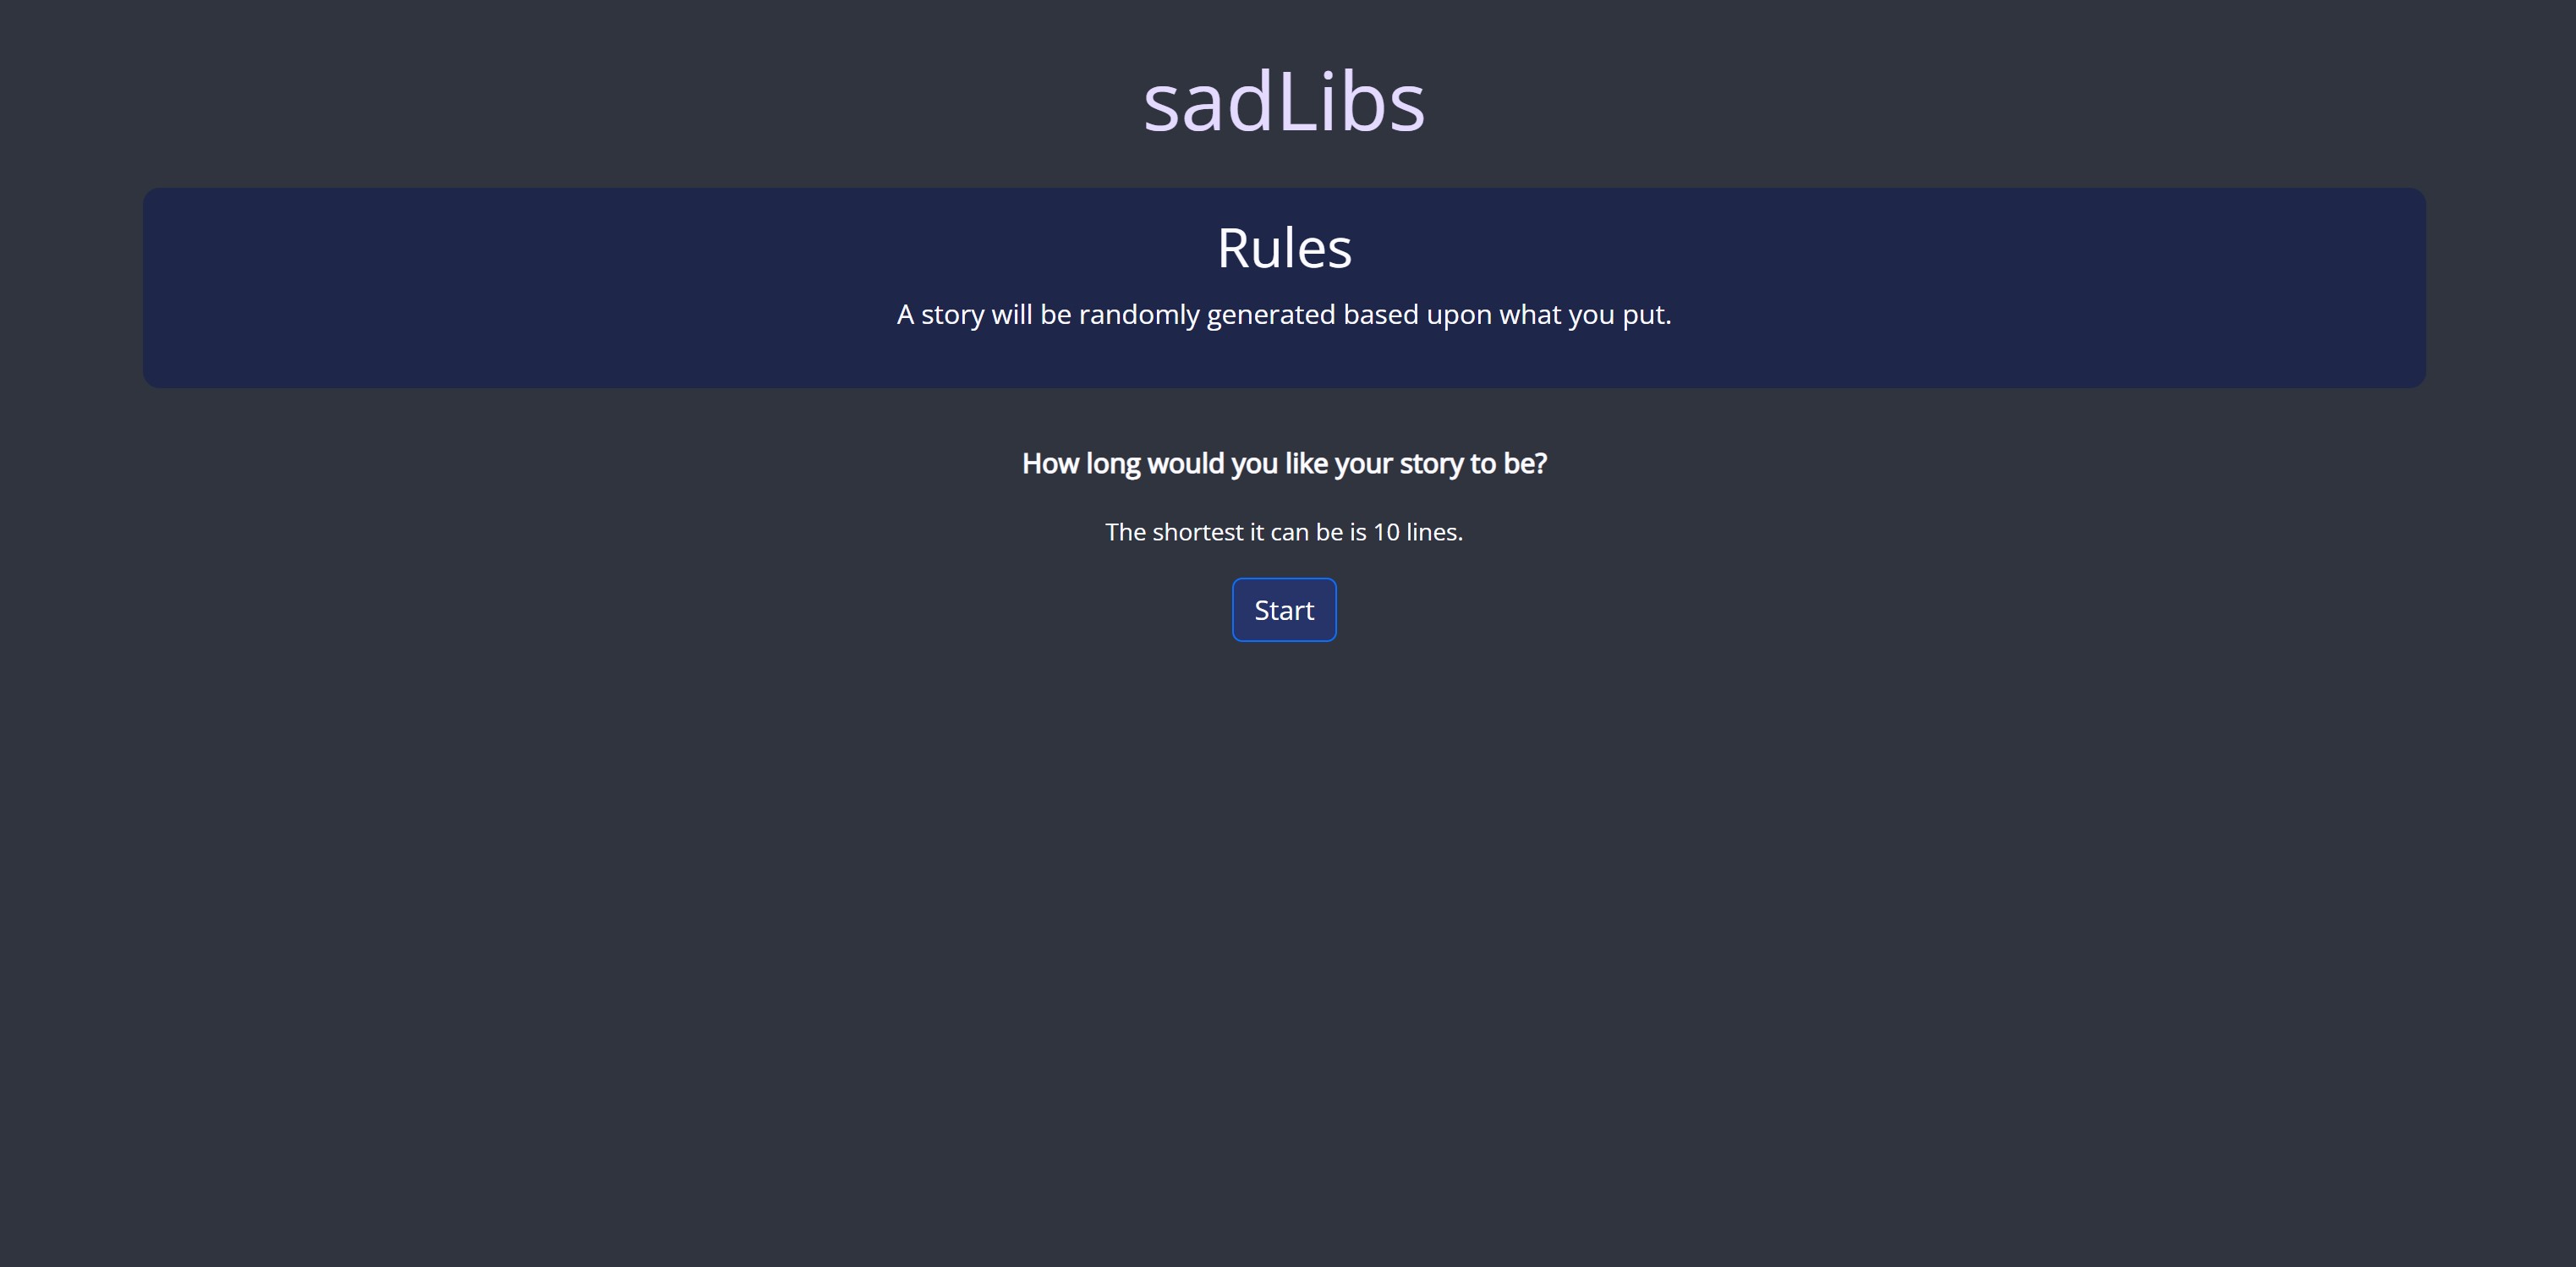 sadLibs
Rules
A story will be randomly generated based upon what you put.
How long would you like your story to be?
The shortest it can be is 10 lines.
Start